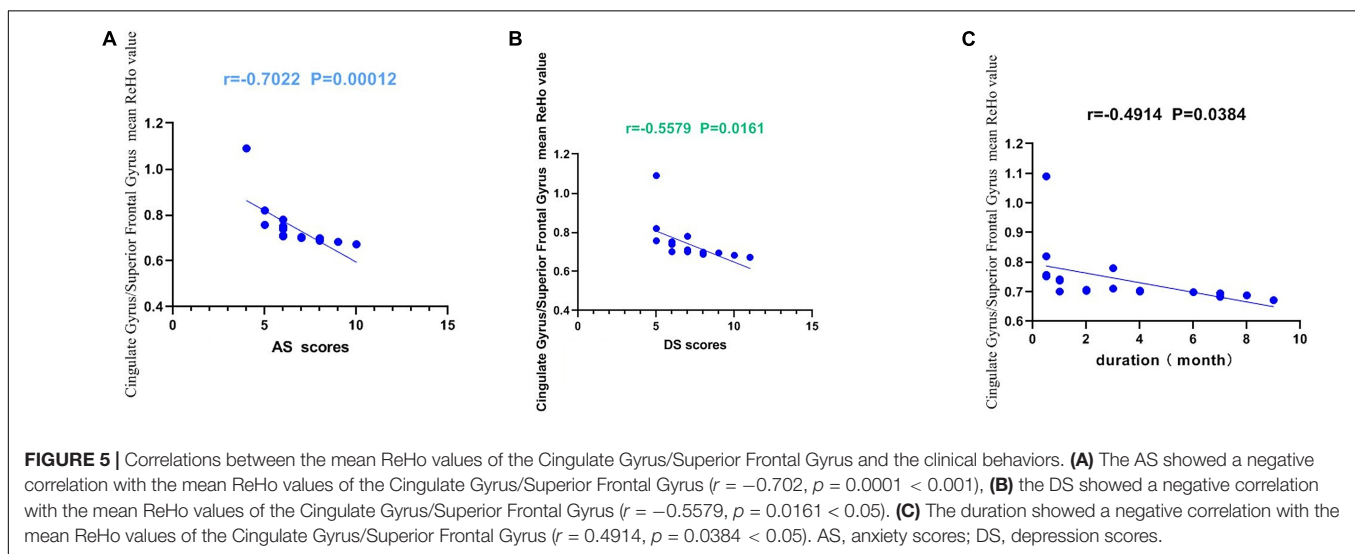 A
B
C
r=-0.7022 P=0.00012
r=-0.5579 P=0.0161
r=-0.4914 P=0.0384
Cingulate Gyrus/Superior Frontal Gyrus mean ReHo value
1.2
1.0
0.8
0.6
0.4
0
5
10
15
AS scores
Cingulate Gyrus/Superior Frontal Gyrus mean ReHo value
1.2
1.0
0.8
0.6
0.4
0
5
10
15
DS scores
Cingulate Gyrus/Superior Frontal Gyrus mean ReHo value
1.2
1.1
1.0
0.9
0.8
0.7
0.6
0
2
4
6
8
10
duration ( month)
FIGURE 5 | Correlations between the mean ReHo values of the Cingulate Gyrus/Superior Frontal Gyrus and the clinical behaviors. (A) The AS showed a negative
correlation with the mean ReHo values of the Cingulate Gyrus/Superior Frontal Gyrus (r = −0.702, p = 0.0001 < 0.001), (B) the DS showed a negative correlation
with the mean ReHo values of the Cingulate Gyrus/Superior Frontal Gyrus (r = −0.5579, p = 0.0161 < 0.05). (C) The duration showed a negative correlation with the
mean ReHo values of the Cingulate Gyrus/Superior Frontal Gyrus (r = 0.4914, p = 0.0384 < 0.05). AS, anxiety scores; DS, depression scores.